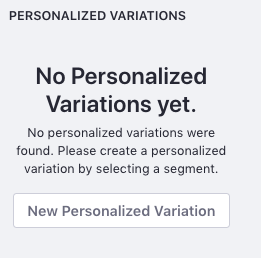 PERSONALIZED VARIATIONS
No Personalized
Variations yet.
No personalized variations were
found. Please create a personalized
variation by selecting a segment.
New Personalized Variation